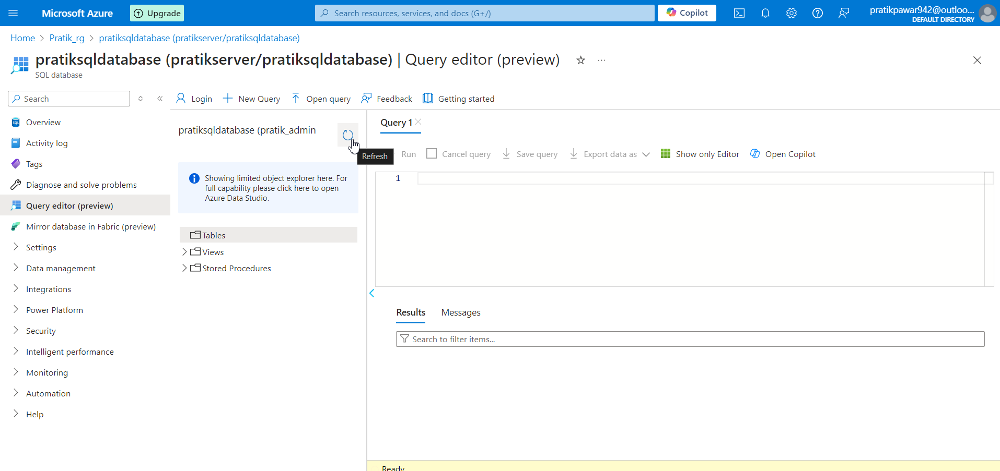 Microsoft Azure
Upgrade
Search resources, services, and docs (G+/)
Copilot
pratikpawar942@outloo...
DEFAULT DIRECTORY
Home > Pratik_rg > pratiksqldatabase (pratikserver/pratiksqldatabase)
pratiksqldatabase (pratikserver/pratiksqldatabase) | Query editor (preview)
SQL database
Search
Login
New Query
Open query
Feedback
Getting started
Overview
Activity log
Tags
Diagnose and solve problems
Query editor (preview)
Mirror database in Fabric (preview)
Settings
Data management
Integrations
Power Platform
Security
Intelligent performance
Monitoring
Automation
Help
pratiksqldatabase (pratik_admin
Refresh
Showing limited object explorer here. For
full capability please click here to open
Azure Data Studio.
Tables
Views
Stored Procedures
Query 1
Run
Cancel query
Save query
Export data as
Show only Editor
Open Copilot
1
Results
Messages
Search to filter items...
Ready